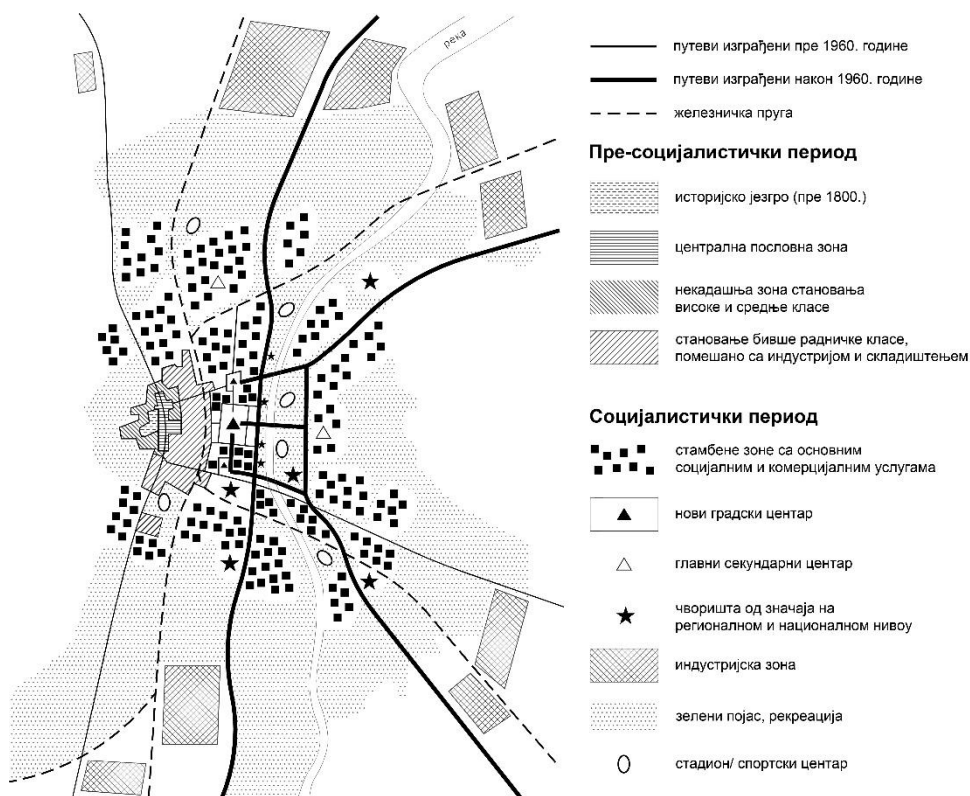 река
путеви изграђени пре 1960. године
путеви изграђени након 1960. године
железничка пруга
Пре-социјалистички период
историјско језгро (пре 1800.)
централна пословна зона
некадашња зона становања
високе и средње класе
становање бивше радничке класе,
помешано са индустријом и складиштењем
Социјалистички период
стамбене зоне са основним
социјалним и комерцијалним услугама
нови градски центар
главни секундарни центар
чворишта од значаја на
регионалном и националном нивоу
индустријска зона
зелени појас, рекреација
стадион/ спортски центар